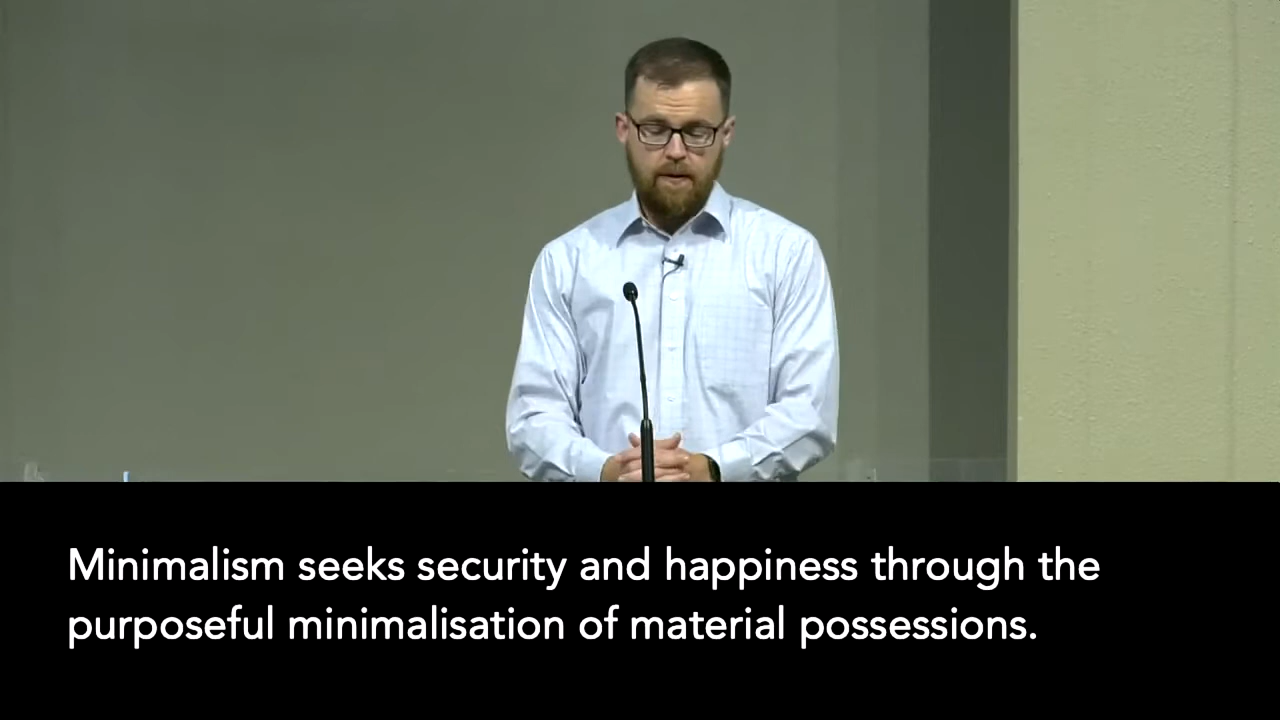 Minimalism seeks security and happiness through the
purposeful minimalisation of material possessions.